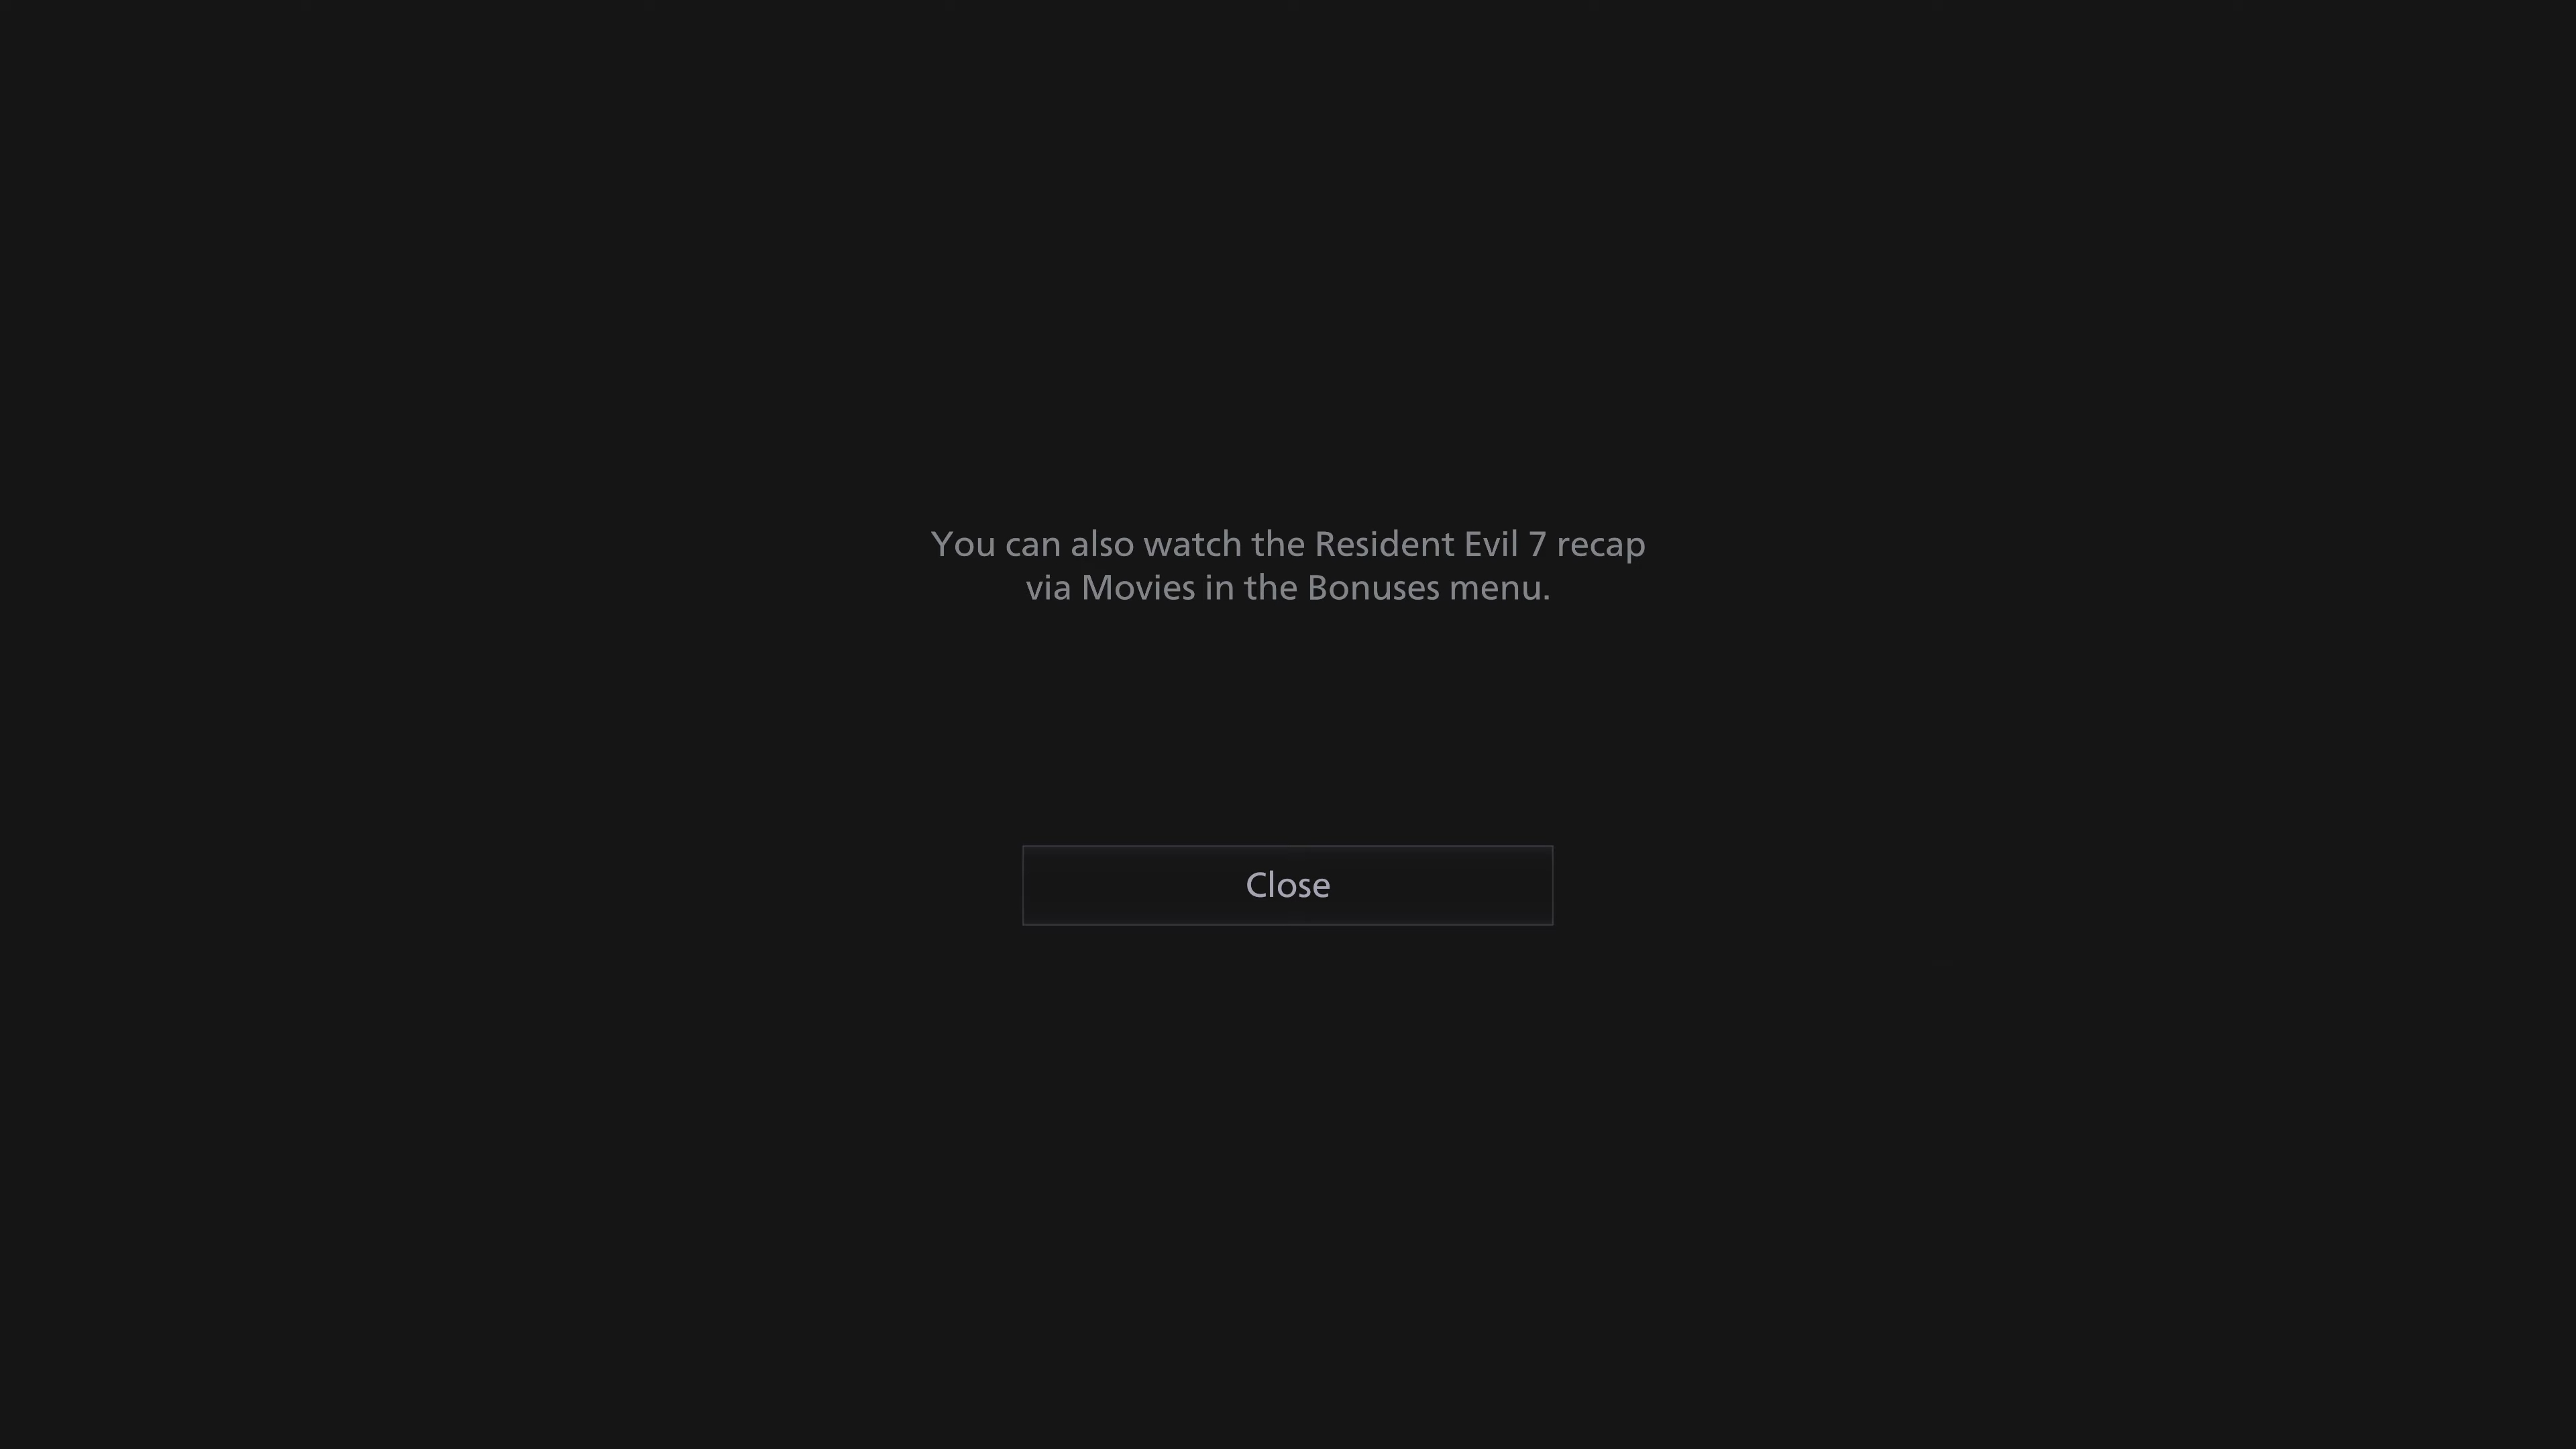 You can also watch the Resident Evil 7 recap
via Movies in the Bonuses menu.
Close